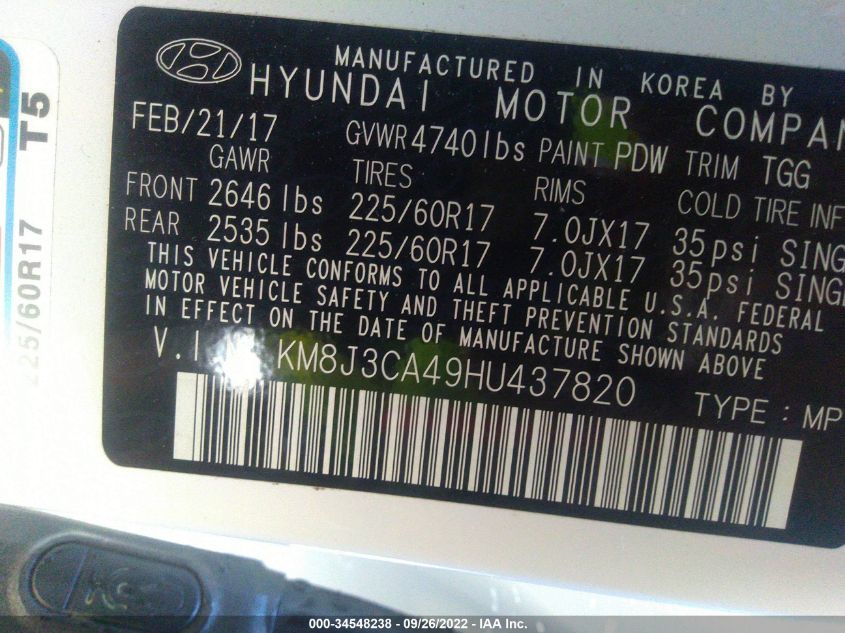 MANUFACTURED IN KOREA BY
HYUNDAI MOTOR COMPAN
FEB/21/17 GVWR 4740 lbs PAINT PDW TRIM TGG
GAWR TIRES RIMS COLD TIRE INF
FRONT 2646 lbs 225/60R17 7.0JX17 35psi SING
REAR 2535 lbs 225/60R17 7.0JX17 35psi SING
THIS VEHICLE CONFORMS TO ALL APPLICABLE U.S.A. FEDERAL
MOTOR VEHICLE SAFETY AND THEFT PREVENTION STANDARDS
IN EFFECT ON THE DATE OF MANUFACTURE SHOWN ABOVE
V.I KM8J3CA49HU437820
TYPE : MP
225/60R17 T5
000-34548238 - 09/26/2022 - IAA Inc.